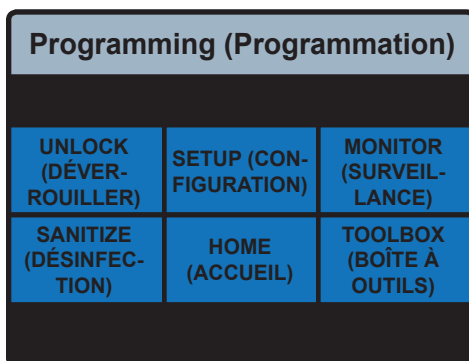 Programming (Programmation)
UNLOCK
(DÉVER-
ROUILLER)
SETUP (CON-
FIGURATION)
MONITOR
(SURVEIL-
LANCE)
SANITIZE
(DÉSINFEC-
TION)
HOME
(ACCUEIL)
TOOLBOX
(BOÎTE À
OUTILS)